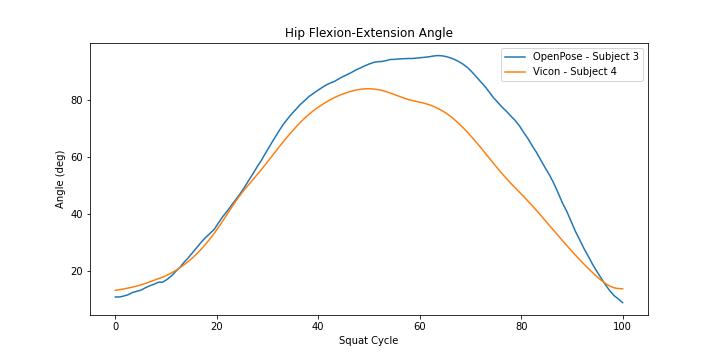 Hip Flexion-Extension Angle
OpenPose - Subject 3
Vicon - Subject 4
Angle (deg)
80
60
40
20
0 20 40 60 80 100
Squat Cycle